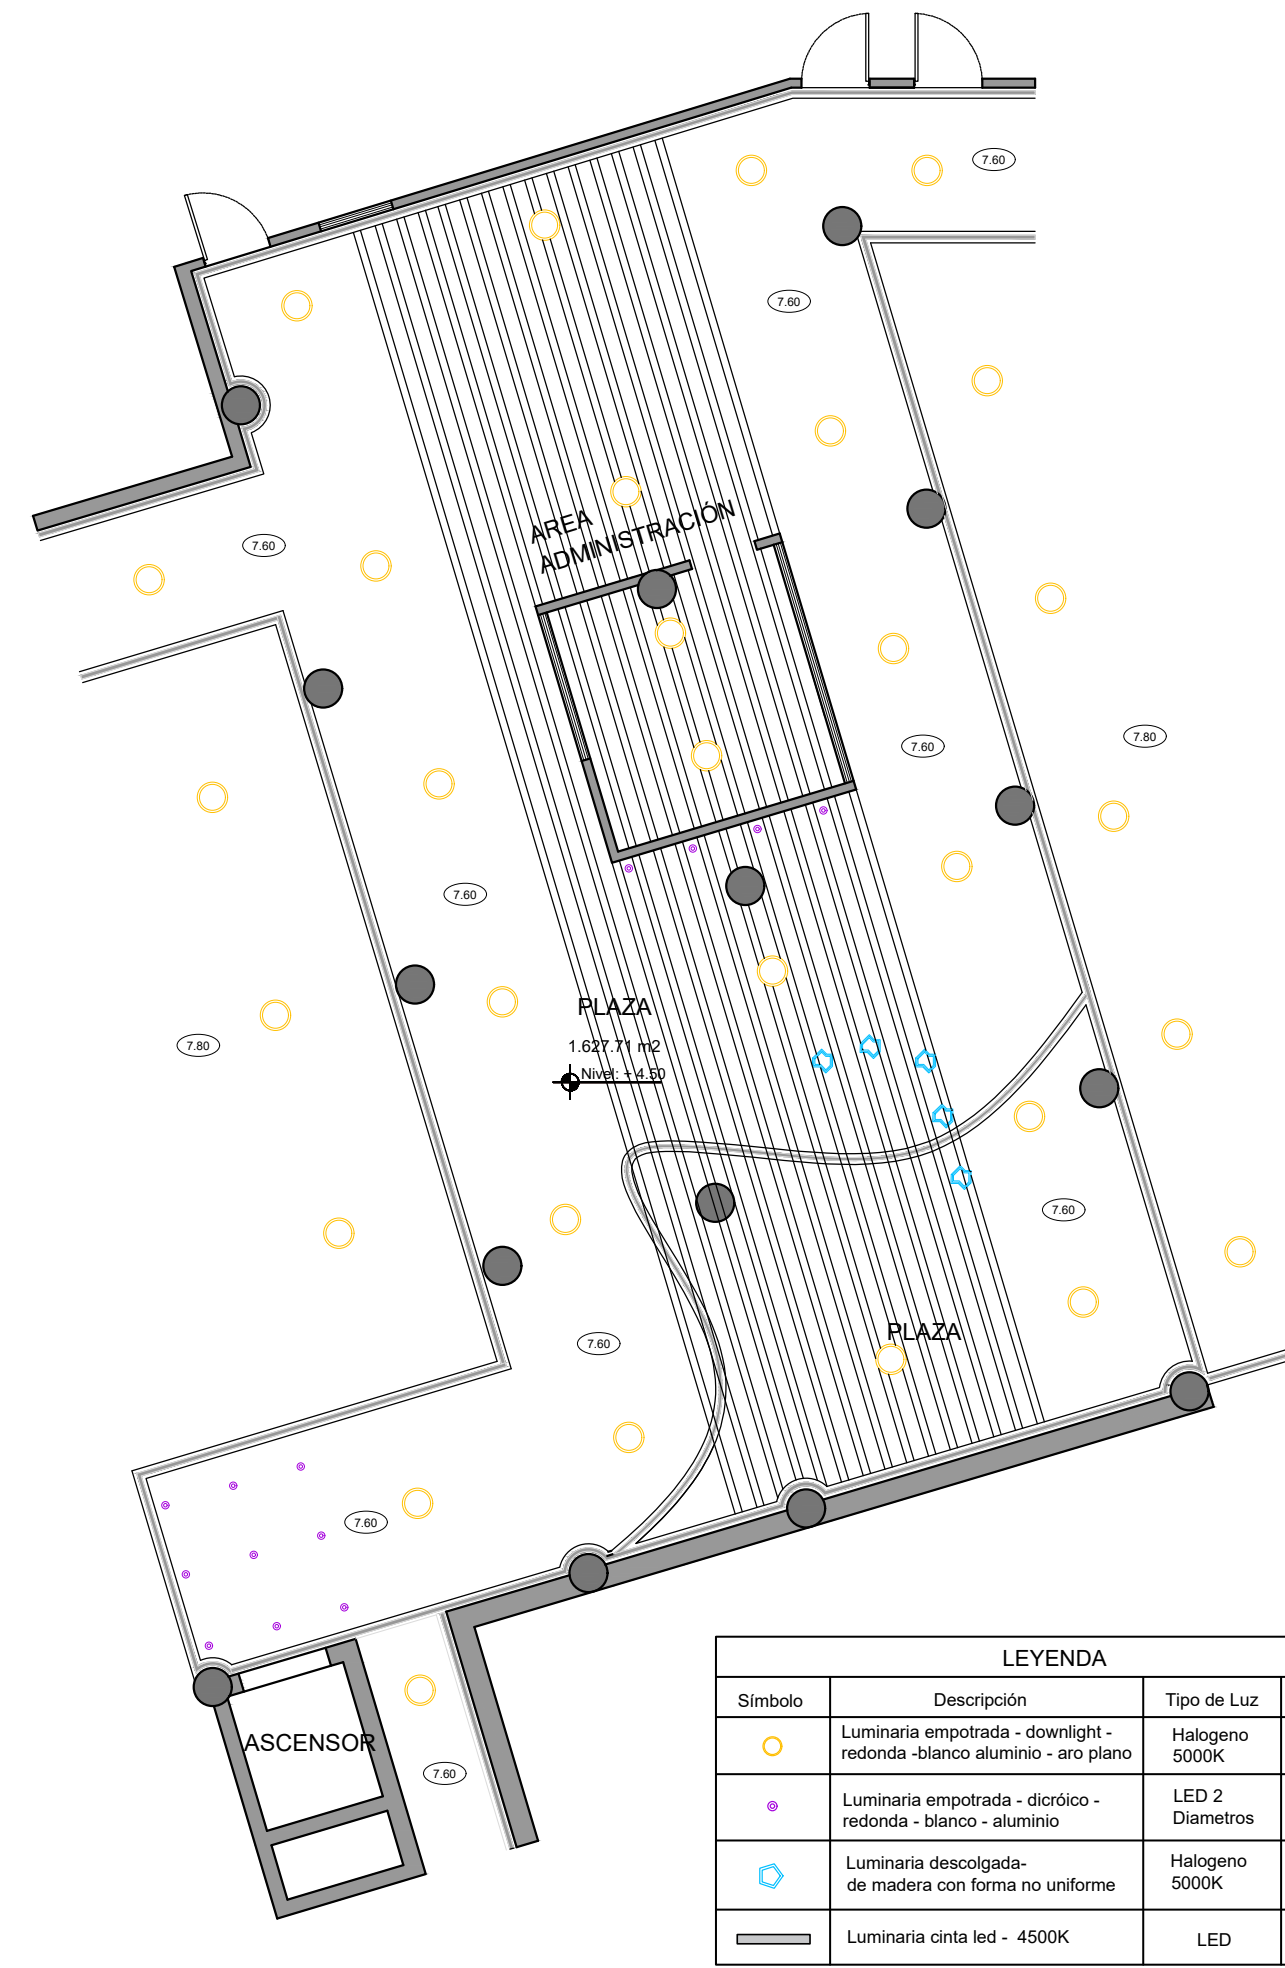 7.60
7.60
AREA
ADMINISTRACIÓN
7.60
7.80
7.60
7.60
PLAZA
1.627.71 m2
Nivel: + 4.50
7.80
7.60
PLAZA
7.60
7.60
ASCENSOR
7.60
LEYENDA
Símbolo Descripción Tipo de Luz
Luminaria empotrada - downlight -
redonda -blanco aluminio - aro plano
Halogeno
5000K
Luminaria empotrada - dicróico -
redonda - blanco - aluminio
LED 2
Diametros
Luminaria descolgada-
de madera con forma no uniforme
Halogeno
5000K
Luminaria cinta led - 4500K
LED